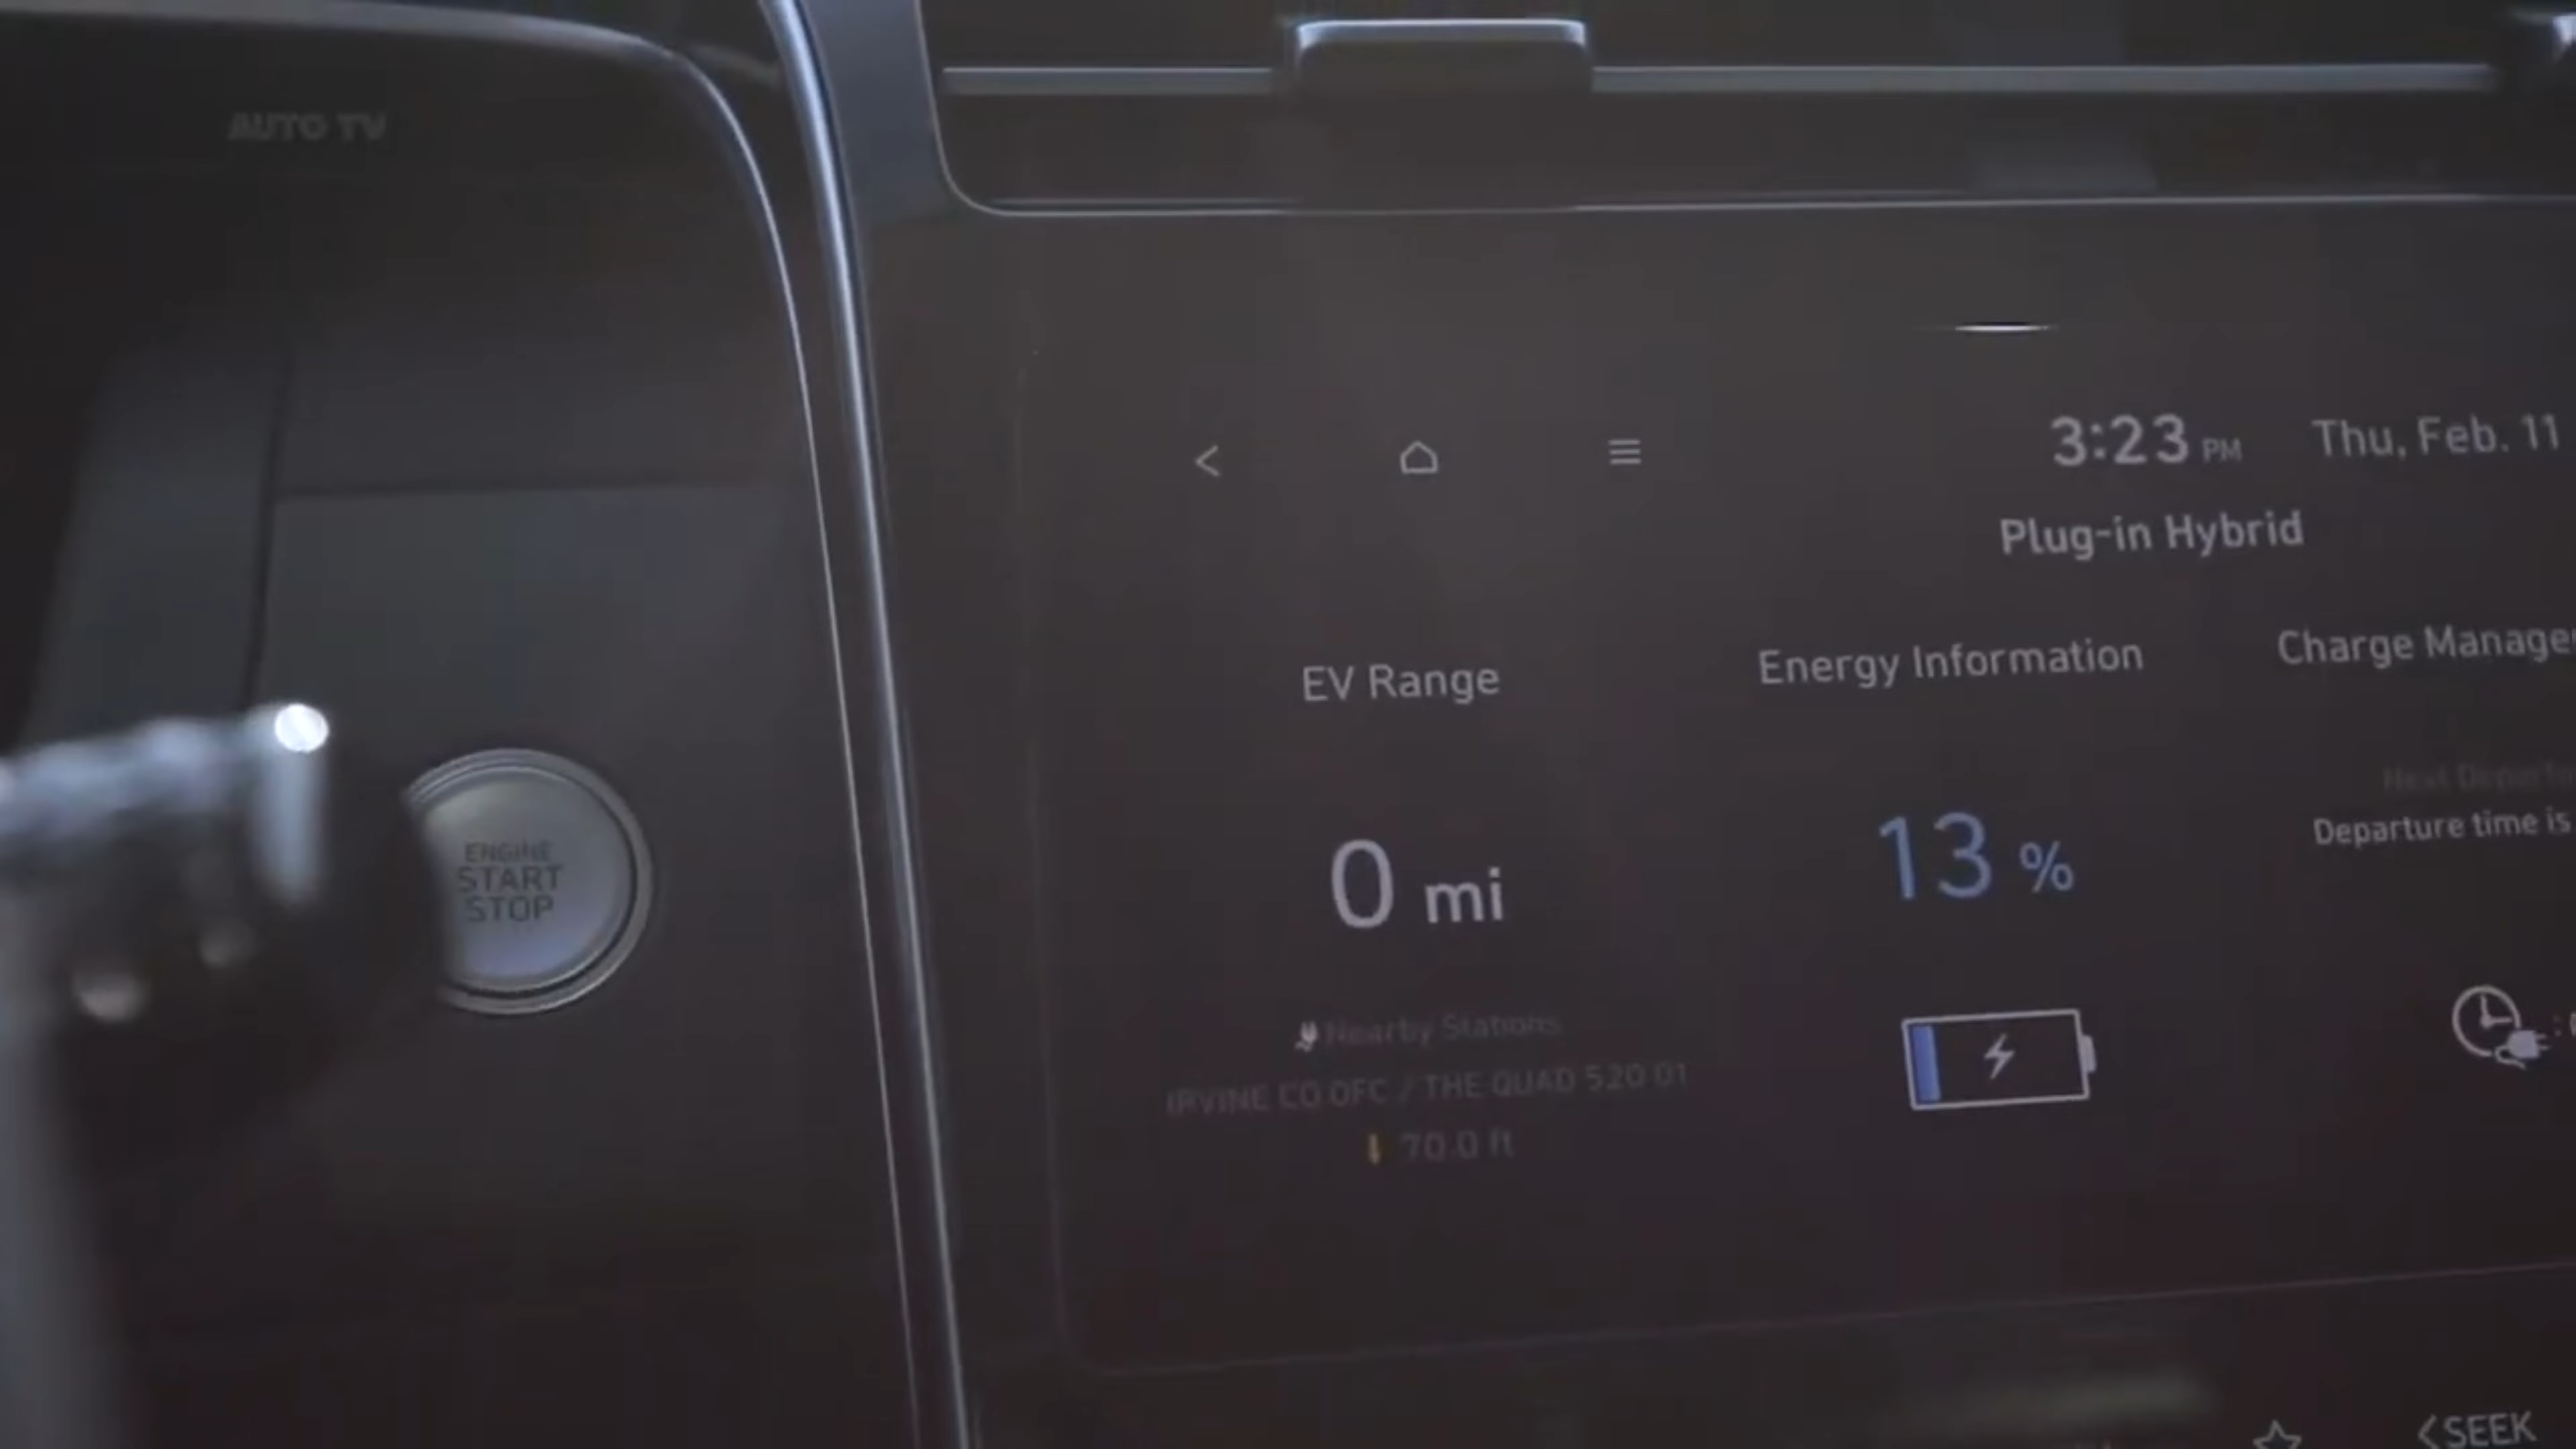 AUTO TV
3:23 PM Thu, Feb. 11
Plug-in Hybrid
EV Range
Energy Information
Charge
0 mi
13 %
Departure time is
ENGINE
START
STOP
Nearby Stations
IRVINE CO OFC / THE QUAD 520 01
70.0 ft
<SEEK